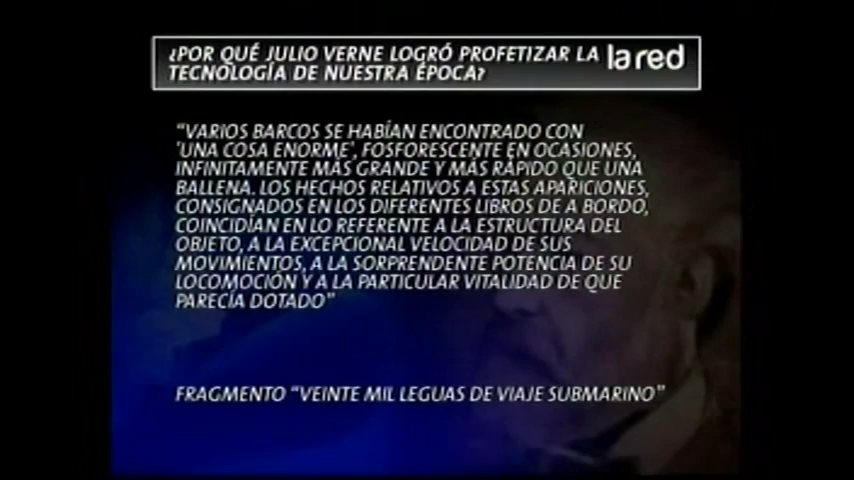 ¿POR QUÉ JULIO VERNE LOGRÓ PROFETIZAR LA
TECNOLOGÍA DE NUESTRA ÉPOCA?
la red
“VARIOS BARCOS SE HABÍAN ENCONTRADO CON
'UNA COSA ENORME', FOSFORESCENTE EN OCASIONES,
INFINITAMENTE MÁS GRANDE Y MÁS RÁPIDO QUE UNA
BALLENA. LOS HECHOS RELATIVOS A ESTAS APARICIONES,
CONSIGNADOS EN LOS DIFERENTES LIBROS DE A BORDO,
COINCIDÍAN EN LO REFERENTE A LA ESTRUCTURA DEL
OBJETO, A LA EXCEPCIONAL VELOCIDAD DE SUS
MOVIMIENTOS, A LA SORPRENDENTE POTENCIA DE SU
LOCOMOCIÓN Y A LA PARTICULAR VITALIDAD DE QUE
PARECÍA DOTADO”
FRAGMENTO “VEINTE MIL LEGUAS DE VIAJE SUBMARINO”